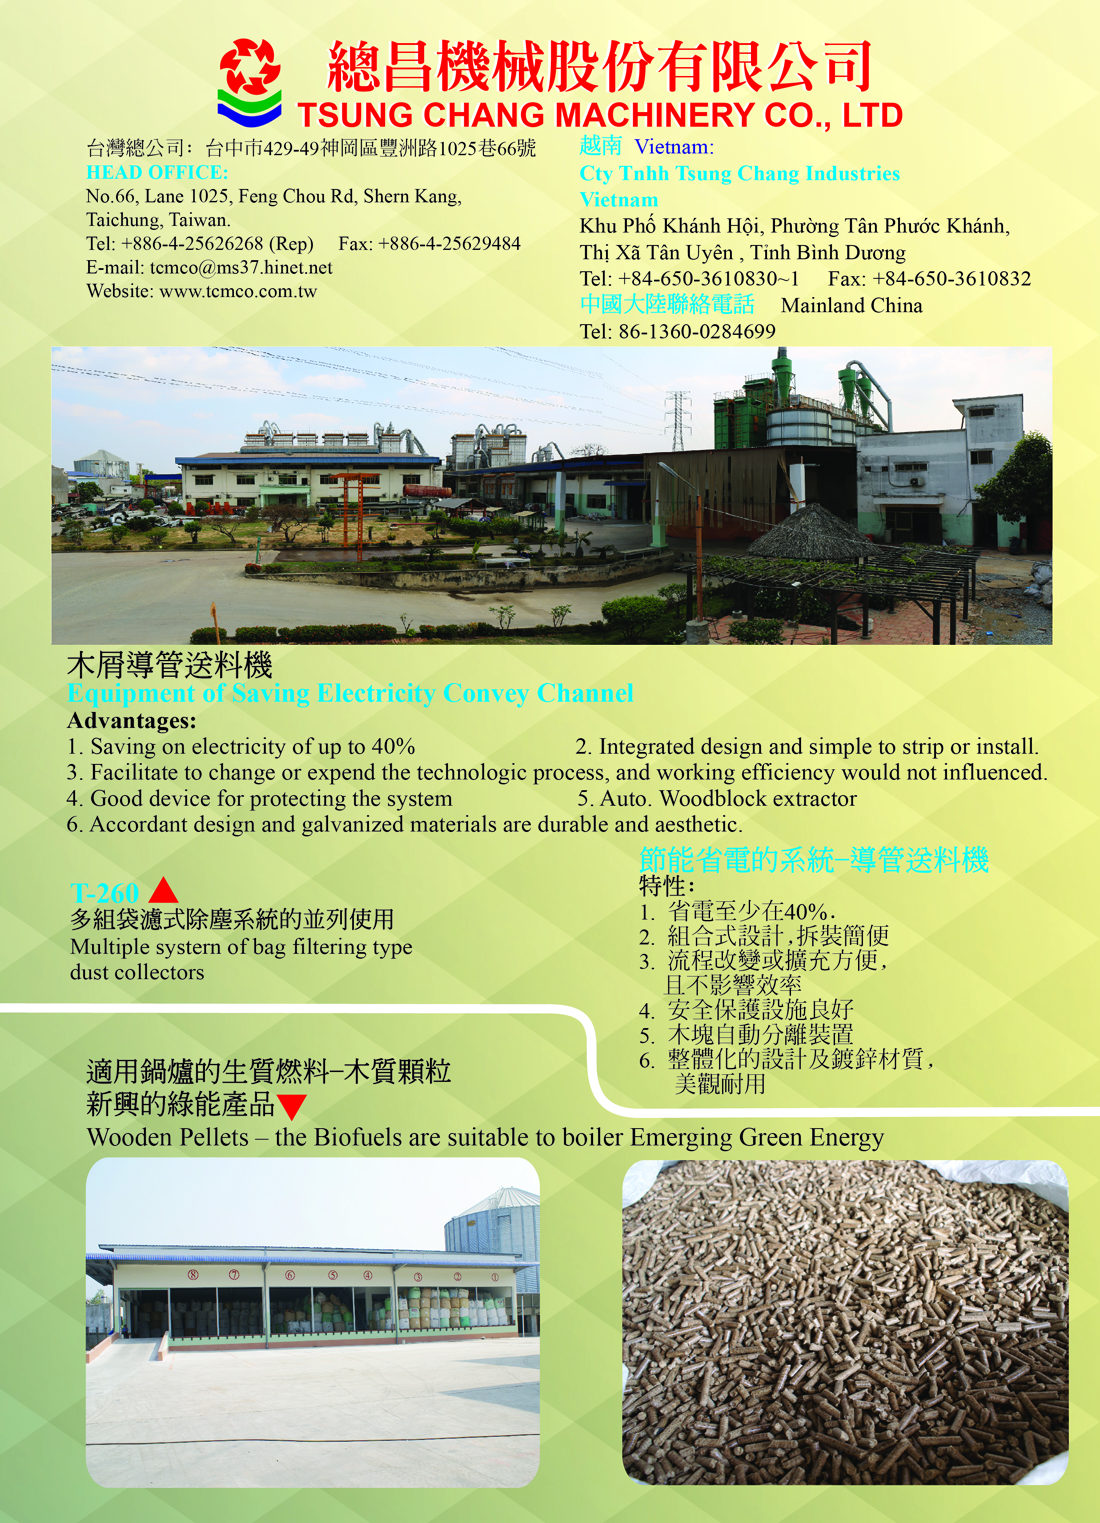 總昌機械股份有限公司
TSUNG CHANG MACHINERY CO., LTD
台灣總公司：台中市429-49神岡區豐洲路1025巷66號
HEAD OFFICE:
No.66, Lane 1025, Feng Chou Rd, Shern Kang,
Taichung, Taiwan.
Tel: +886-4-25626268 (Rep) Fax: +886-4-25629484
E-mail: tcmco@ms37.hinet.net
Website: www.tcmco.com.tw
越南 Vietnam:
Cty Tnhh Tsung Chang Industries
Vietnam
Khu Phố Khánh Hội, Phường Tân Phước Khánh,
Thị Xã Tân Uyên , Tỉnh Bình Dương
Tel: +84-650-3610830~1 Fax: +84-650-3610832
中國大陸聯絡電話 Mainland China
Tel: 86-1360-0284699
木屑導管送料機
Equipment of Saving Electricity Convey Channel
Advantages:
1. Saving on electricity of up to 40% 2. Integrated design and simple to strip or install.
3. Facilitate to change or expend the technologic process, and working efficiency would not influenced.
4. Good device for protecting the system 5. Auto. Woodblock extractor
6. Accordant design and galvanized materials are durable and aesthetic.
T-260
多組袋濾式除塵系統的並列使用
Multiple systern of bag filtering type
dust collectors
節能省電的系統–導管送料機
特性：
1. 省電至少在40%.
2. 組合式設計,拆裝簡便
3. 流程改變或擴充方便,
且不影響效率
4. 安全保護設施良好
5. 木塊自動分離裝置
6. 整體化的設計及鍍鋅材質,
美觀耐用
適用鍋爐的生質燃料–木質顆粒
新興的綠能產品
Wooden Pellets – the Biofuels are suitable to boiler Emerging Green Energy
⑧ ⑦ ⑥ ⑤ ④ ③ ② ①